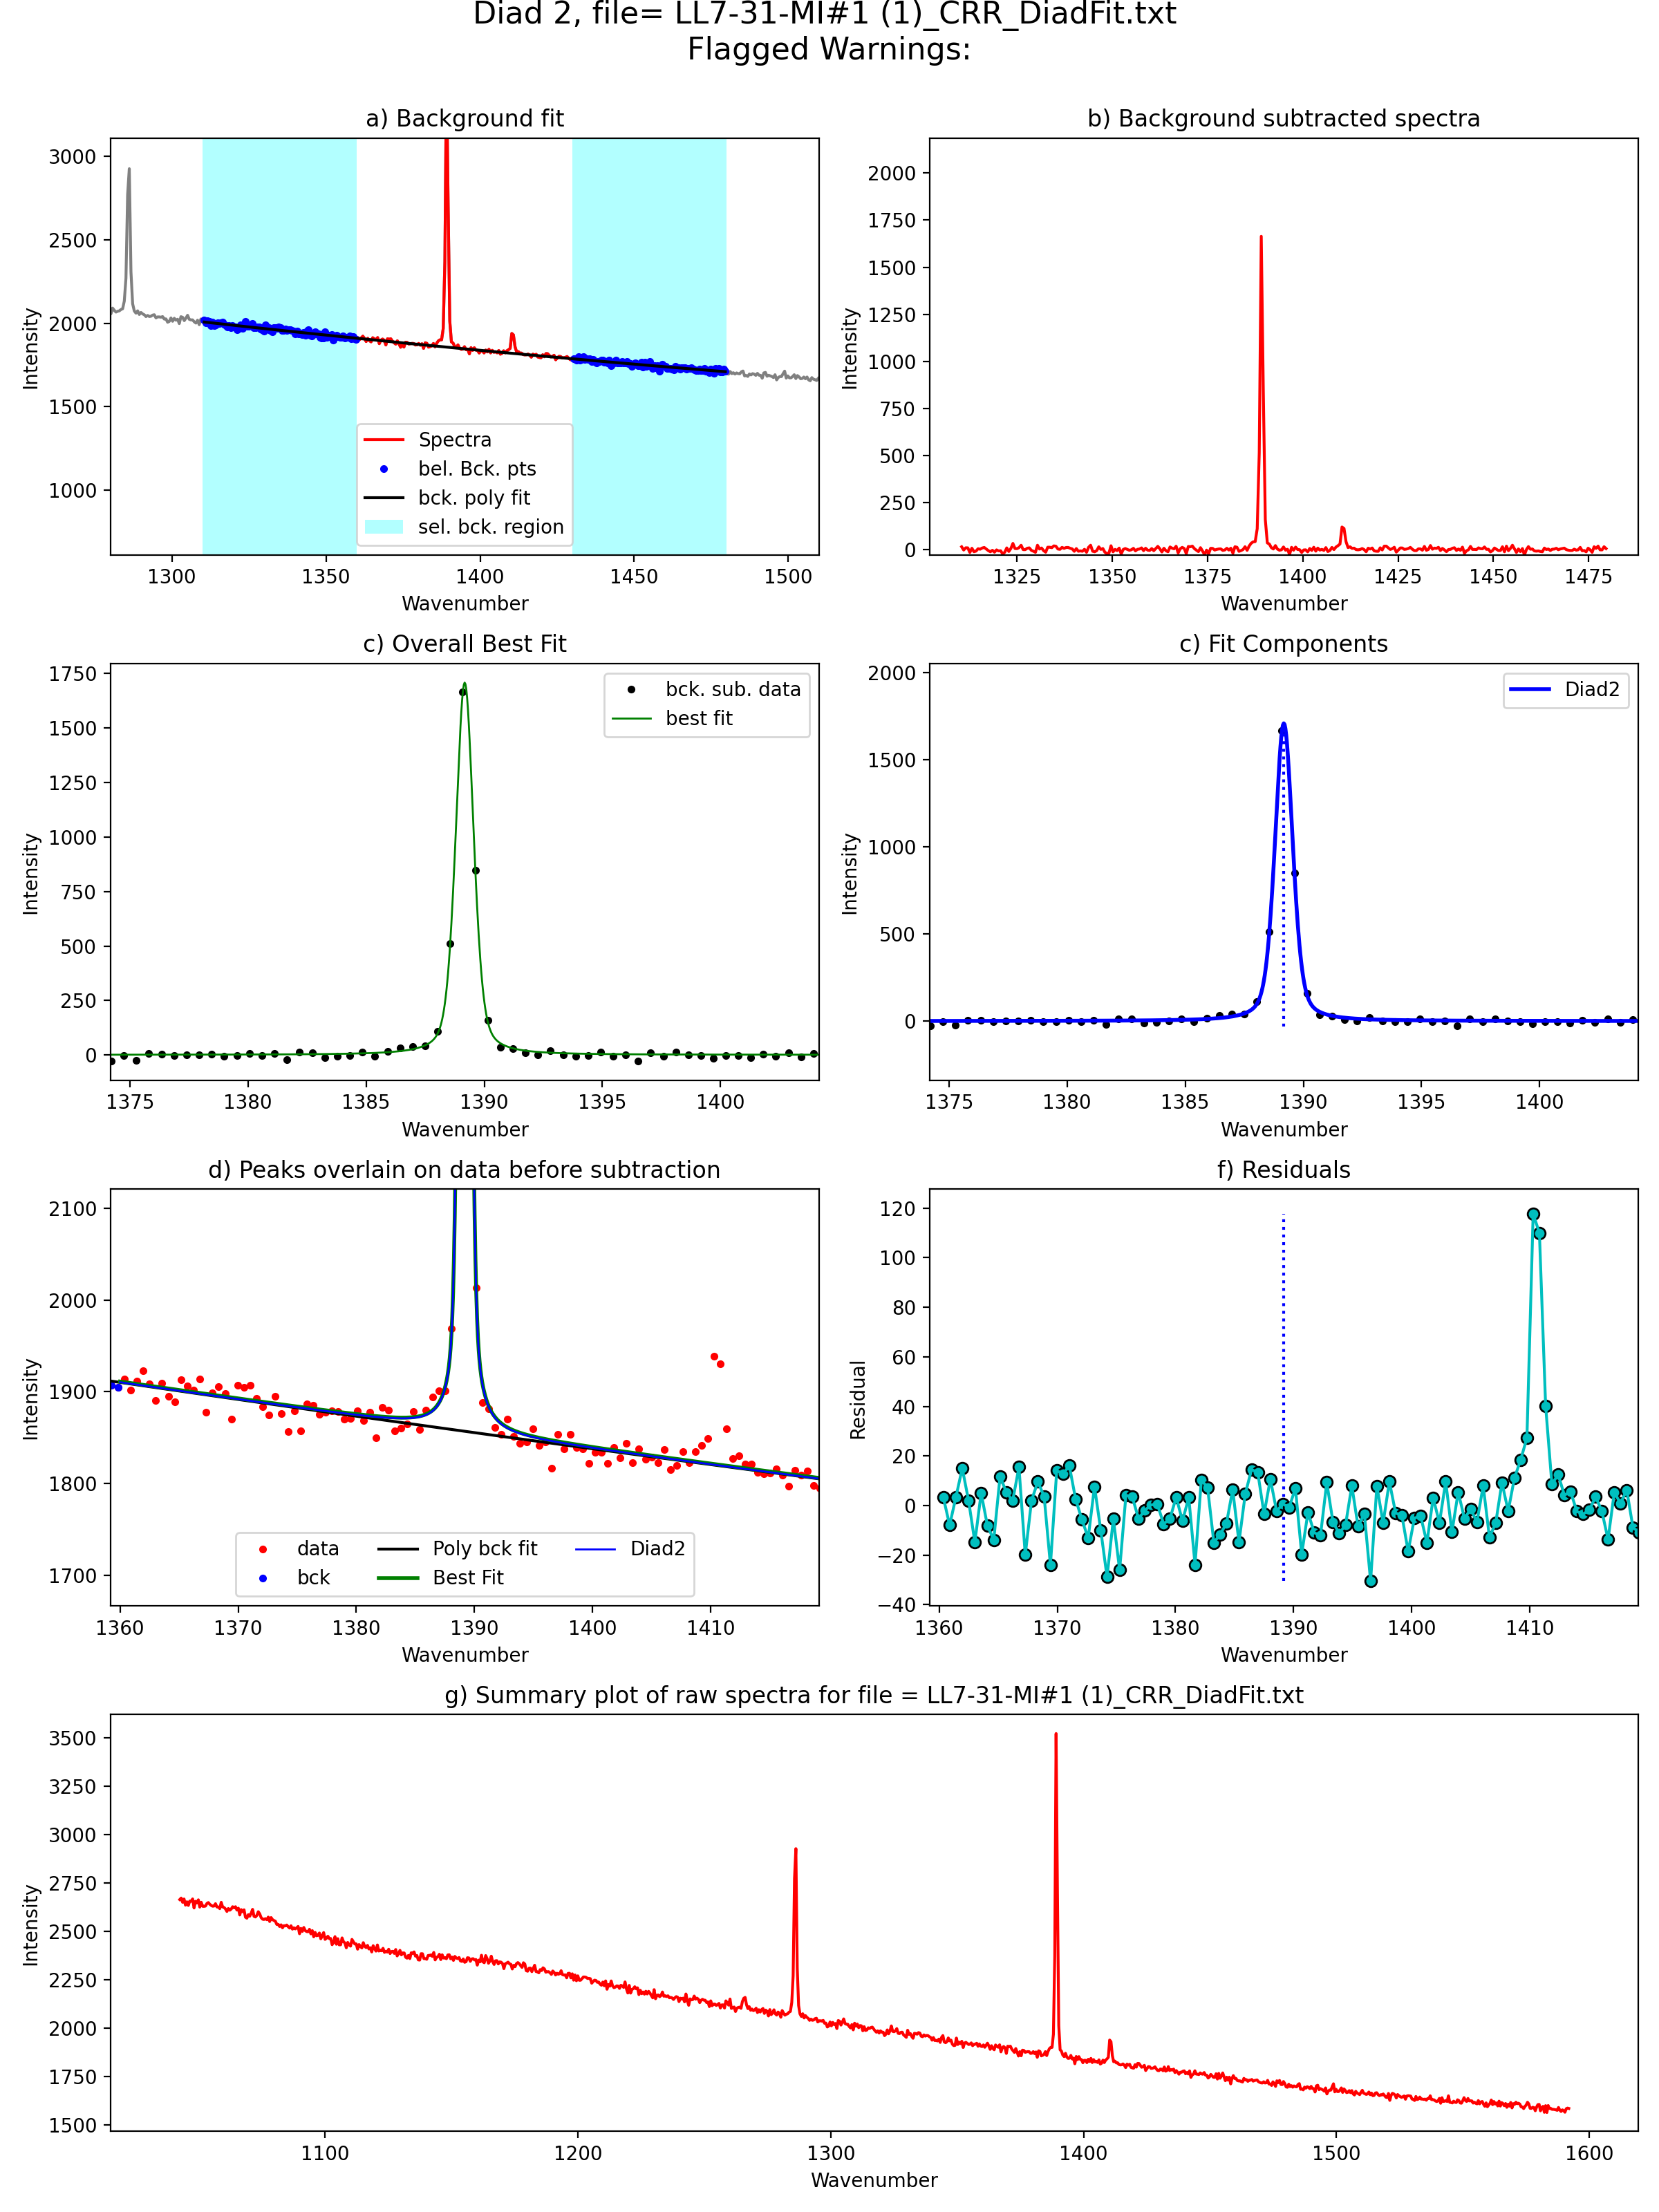 Diad 2, file= LL7-31-MI#1 (1)_CRR_DiadFit.txt
Flagged Warnings:
a) Background fit
3000
2500
2000
1500
1000
Intensity
Spectra
bel. Bck. pts
bck. poly fit
sel. bck. region
1300 1350 1400 1450 1500
Wavenumber
b) Background subtracted spectra
2000
1750
1500
1250
1000
750
500
250
0
Intensity
1325 1350 1375 1400 1425 1450 1475
Wavenumber
c) Overall Best Fit
1750
1500
1250
1000
750
500
250
0
Intensity
bck. sub. data
best fit
1375 1380 1385 1390 1395 1400
Wavenumber
c) Fit Components
2000
1500
1000
500
0
Intensity
Diad2
1375 1380 1385 1390 1395 1400
Wavenumber
d) Peaks overlain on data before subtraction
2100
2000
1900
1800
1700
Intensity
data
bck
Poly bck fit
Best Fit
Diad2
1360 1370 1380 1390 1400 1410
Wavenumber
f) Residuals
120
100
80
60
40
20
0
−20
−40
Residual
1360 1370 1380 1390 1400 1410
Wavenumber
g) Summary plot of raw spectra for file = LL7-31-MI#1 (1)_CRR_DiadFit.txt
3500
3250
3000
2750
2500
2250
2000
1750
1500
Intensity
1100 1200 1300 1400 1500 1600
Wavenumber